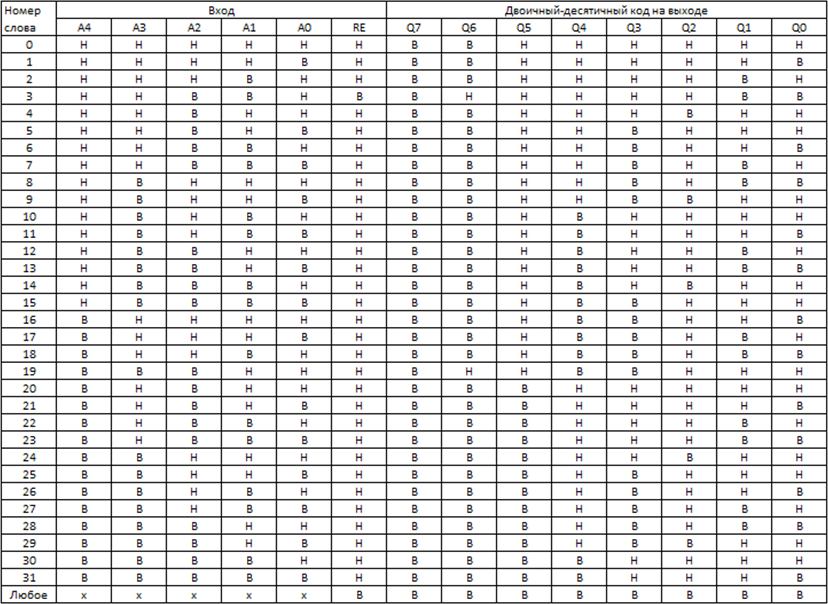 Номер слова Вход Двоичный-десятичный код на выходе
A4 A3 A2 A1 A0 RE Q7 Q6 Q5 Q4 Q3 Q2 Q1 Q0
0 Н Н Н Н Н Н В В Н Н Н Н Н Н
1 Н Н Н Н В Н В В Н Н Н Н Н В
2 Н Н Н В Н Н В В Н Н Н Н В Н
3 Н Н В В Н В В Н Н Н Н Н В В
4 Н Н В Н Н Н В В Н Н Н В Н Н
5 Н Н В Н В Н В В Н Н В Н Н Н
6 Н Н В В Н Н В В Н Н В Н Н В
7 Н Н В В В Н В В Н Н В Н В Н
8 Н В Н Н Н Н В В Н Н В Н В В
9 Н В Н Н В Н В В Н Н В В Н Н
10 Н В Н В Н Н В В Н В Н Н Н Н
11 Н В Н В В Н В В Н В Н Н Н В
12 Н В В Н Н Н В В Н В Н Н В Н
13 Н В В Н В Н В В Н В Н Н В В
14 Н В В В Н Н В В Н В Н В Н Н
15 Н В В В В Н В В Н В В Н Н Н
16 В Н Н Н Н Н В В Н В В Н Н В
17 В Н Н Н В Н В В Н В В Н В Н
18 В Н Н В Н Н В В Н В В Н В В
19 В В В Н Н Н В Н Н В В Н Н Н
20 В Н В Н Н Н В В В Н Н Н Н Н
21 В Н В Н В Н В В В Н Н Н Н В
22 В Н В В Н Н В В В Н Н Н В Н
23 В Н В В В Н В В В Н Н Н В В
24 В В Н Н Н Н В В В Н Н В Н Н
25 В В Н Н В Н В В В Н В Н Н Н
26 В В Н В Н Н В В В Н В Н Н В
27 В В Н В В Н В В В Н В Н В Н
28 В В В Н Н Н В В В Н В Н В В
29 В В В Н В Н В В В Н В В Н Н
30 В В В В Н Н В В В В Н Н Н Н
31 В В В В В Н В В В В Н Н Н В
Любое x x x x x В В В В В В В В В